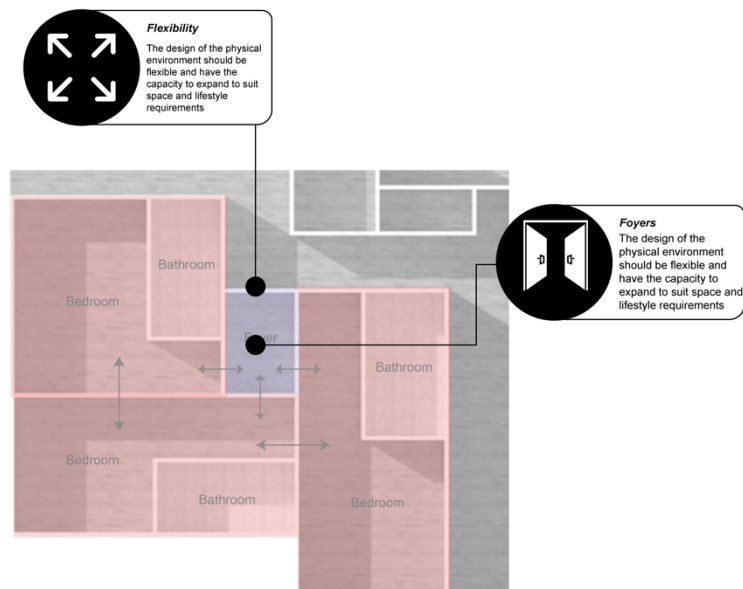 Flexibility
The design of the physical
environment should be
flexible and have the
capacity to expand to suit
space and lifestyle
requirements
Foyers
The design of the
physical environment
should be flexible and
have the capacity to
expand to suit space and
lifestyle requirements
Bathroom
Bedroom
Foyer
Bathroom
Bedroom
Bathroom
Bedroom